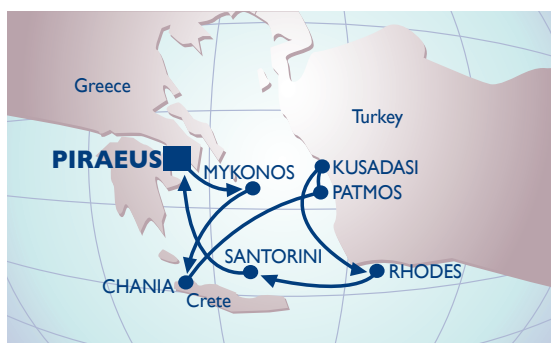 Greece
Turkey
PIRAEUS
MYKONOS
KUSADASI
PATMOS
SANTORINI
RHODES
CHANIA
Crete